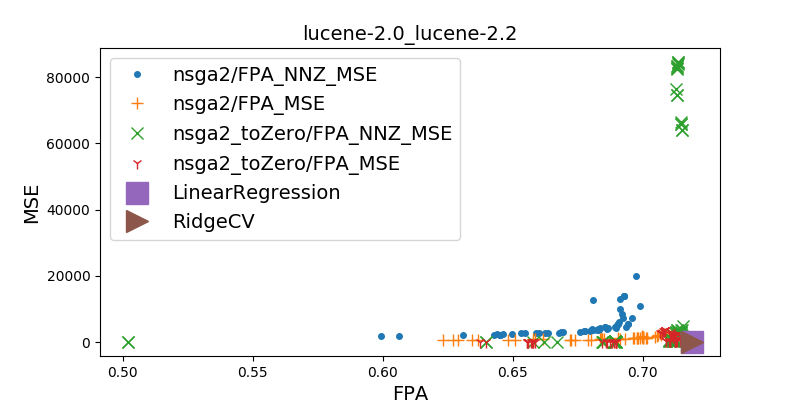 lucene-2.0_lucene-2.2
80000
60000
40000
20000
0
MSE
nsga2/FPA_NNZ_MSE
nsga2/FPA_MSE
nsga2_toZero/FPA_NNZ_MSE
nsga2_toZero/FPA_MSE
LinearRegression
RidgeCV
0.50 0.55 0.60 0.65 0.70
FPA